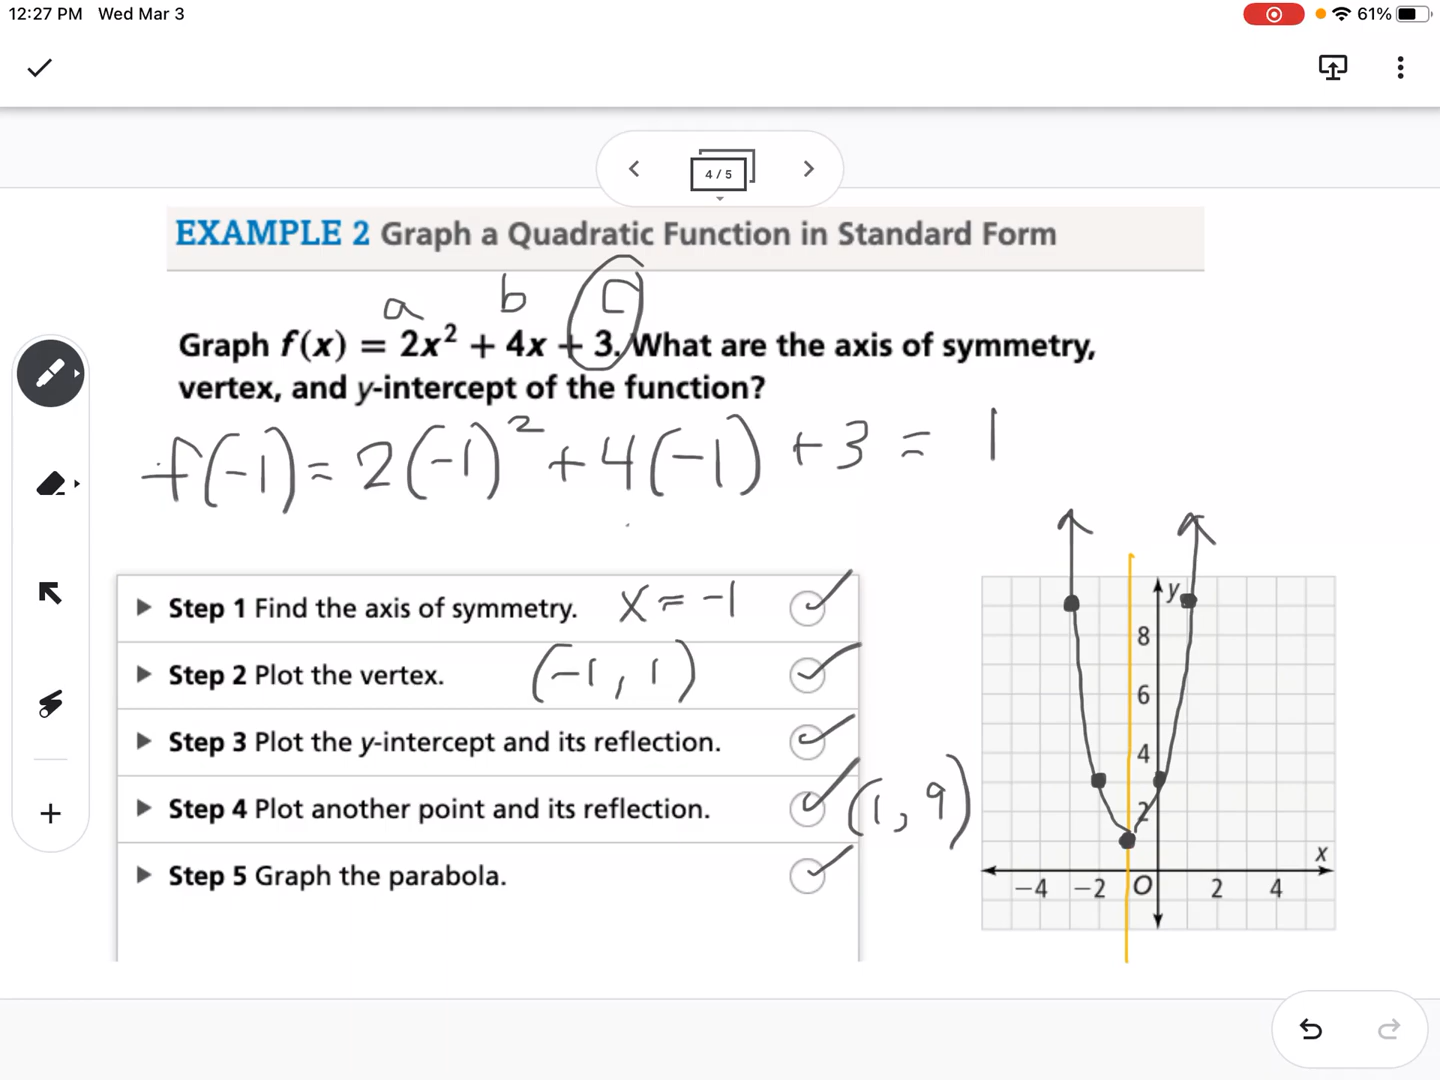 12:27 PM Wed Mar 3
61%
4 / 5
EXAMPLE 2 Graph a Quadratic Function in Standard Form
a b c
Graph f(x) = 2x² + 4x + 3. What are the axis of symmetry,
vertex, and y-intercept of the function?
f(-1) = 2(-1)² + 4(-1) + 3 = 1
Step 1 Find the axis of symmetry. x = -1
Step 2 Plot the vertex. (-1, 1)
Step 3 Plot the y-intercept and its reflection.
Step 4 Plot another point and its reflection. (1, 9)
Step 5 Graph the parabola.
y
8
6
4
2
x
−4 −2 O 2 4